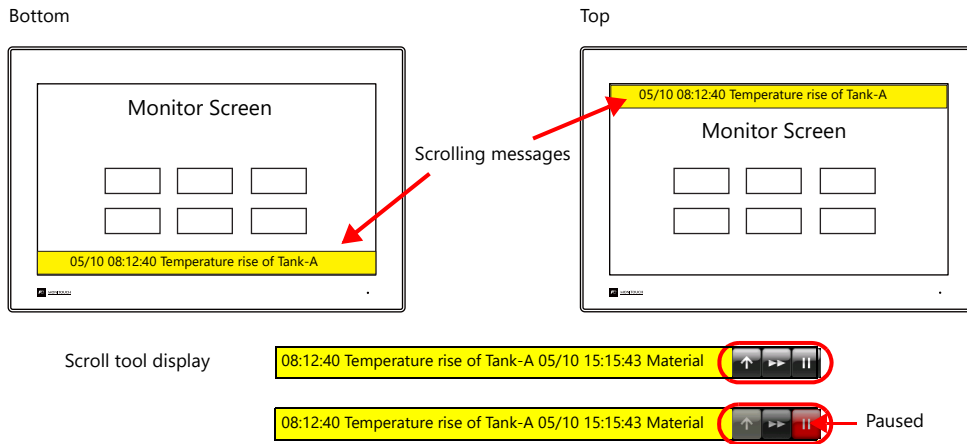 Bottom
Top
Monitor Screen
05/10 08:12:40 Temperature rise of Tank-A
05/10 08:12:40 Temperature rise of Tank-A
Monitor Screen
Scrolling messages
Scroll tool display
08:12:40 Temperature rise of Tank-A 05/10 15:15:43 Material
08:12:40 Temperature rise of Tank-A 05/10 15:15:43 Material
Paused